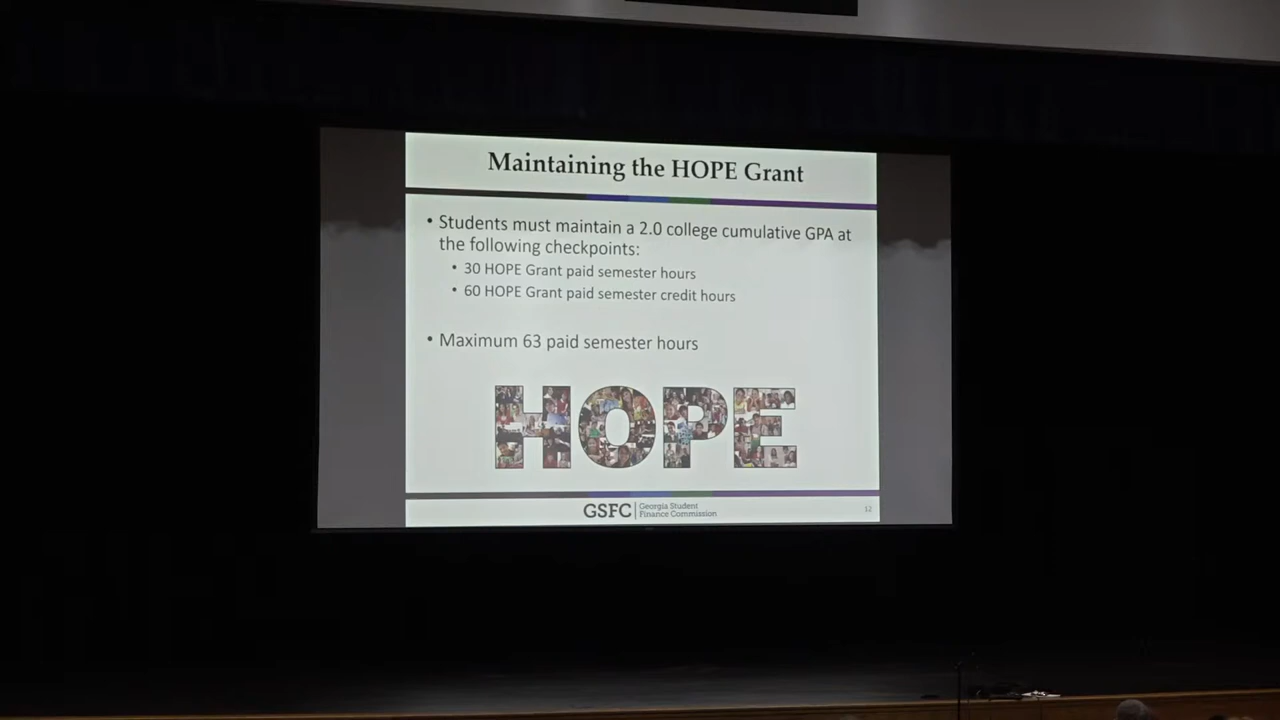 Maintaining the HOPE Grant
• Students must maintain a 2.0 college cumulative GPA at
the following checkpoints:
• 30 HOPE Grant paid semester hours
• 60 HOPE Grant paid semester credit hours
• Maximum 63 paid semester hours
HOPE
GSFC | Georgia Student
Finance Commission
12